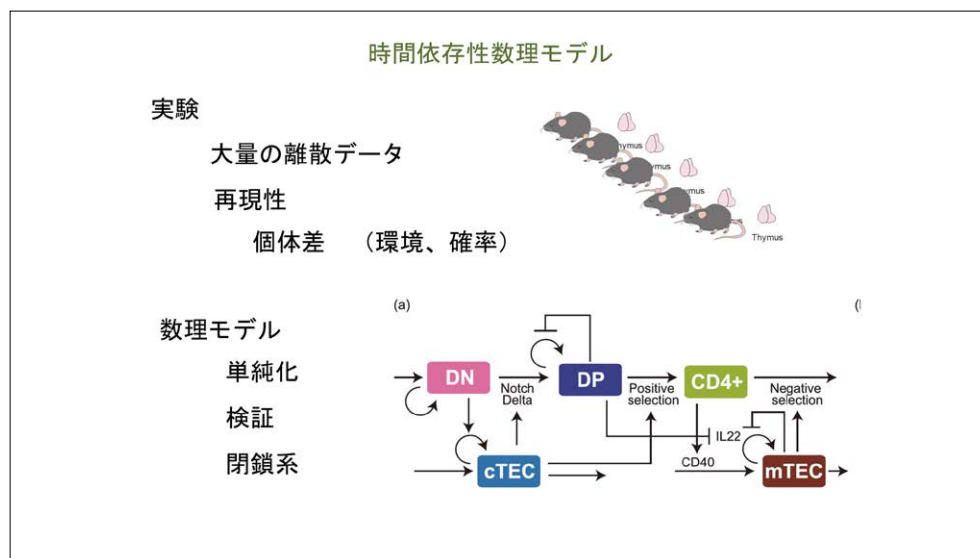 時間依存性数理モデル
実験
大量の離散データ
再現性
個体差 （環境、確率）
Thymus
数理モデル
単純化
検証
閉鎖系
(a)
DN
Notch
Delta
DP
Positive
selection
CD4+
Negative
selection
cTEC
IL22
CD40
mTEC